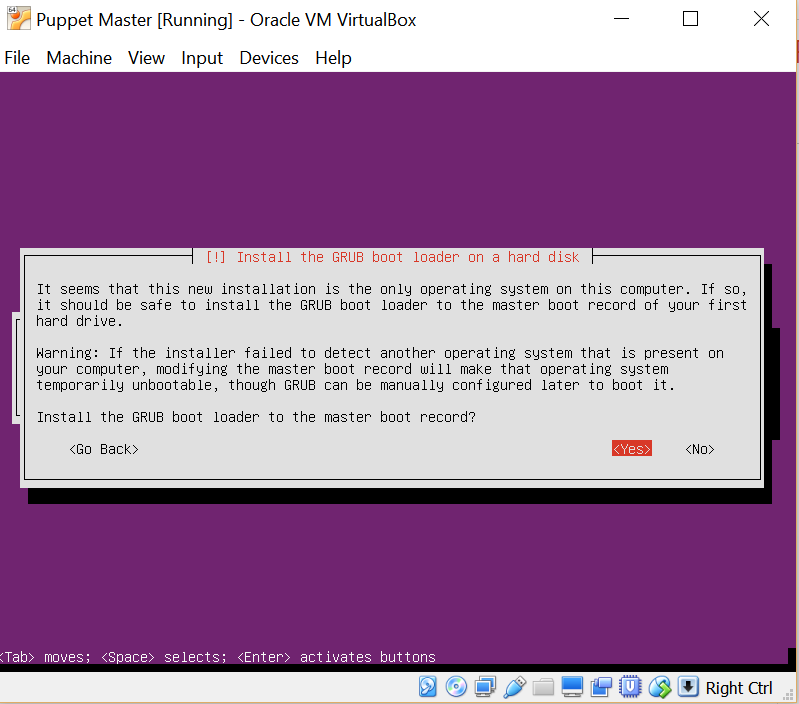 64
Puppet Master [Running] - Oracle VM VirtualBox
File Machine View Input Devices Help
[!] Install the GRUB boot loader on a hard disk
It seems that this new installation is the only operating system on this computer. If so,
it should be safe to install the GRUB boot loader to the master boot record of your first
hard drive.
Warning: If the installer failed to detect another operating system that is present on
your computer, modifying the master boot record will make that operating system
temporarily unbootable, though GRUB can be manually configured later to boot it.
Install the GRUB boot loader to the master boot record?
<Go Back> <Yes> <No>
<Tab> moves; <Space> selects; <Enter> activates buttons
Right Ctrl